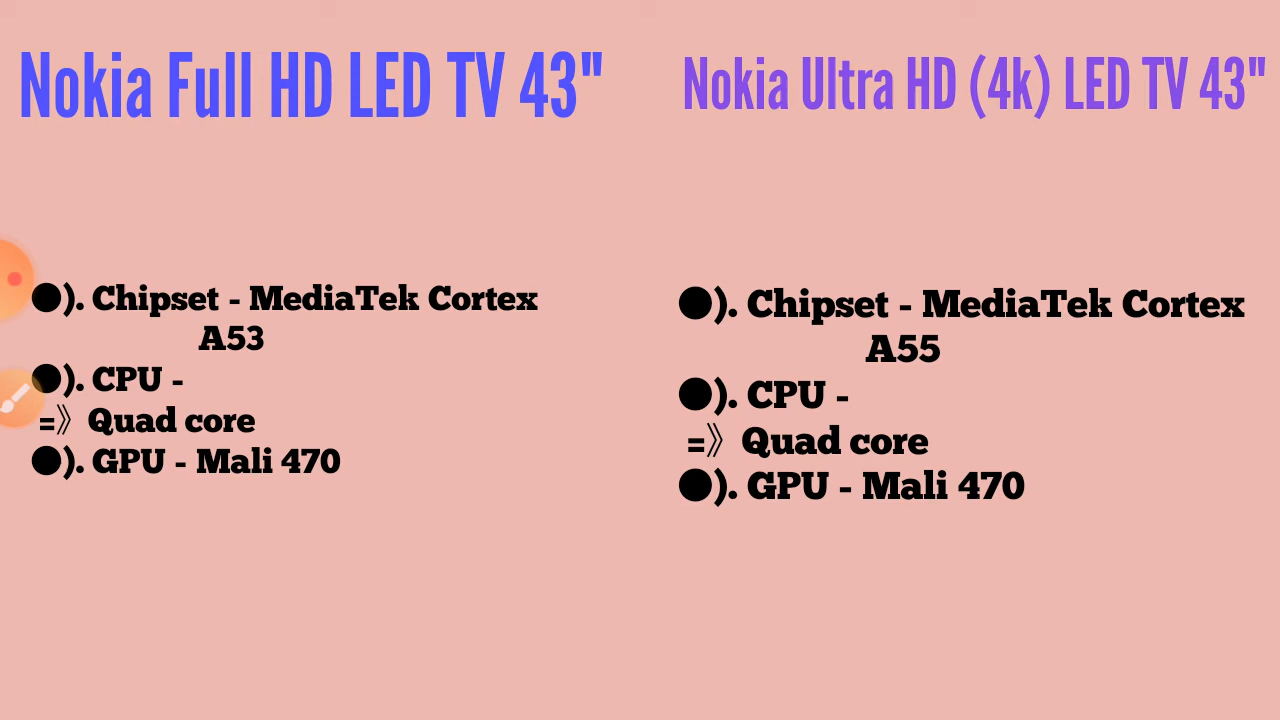 Nokia Full HD LED TV 43"
●). Chipset - MediaTek Cortex
A53
●). CPU -
=》Quad core
●). GPU - Mali 470
Nokia Ultra HD (4k) LED TV 43"
●). Chipset - MediaTek Cortex
A55
●). CPU -
=》Quad core
●). GPU - Mali 470